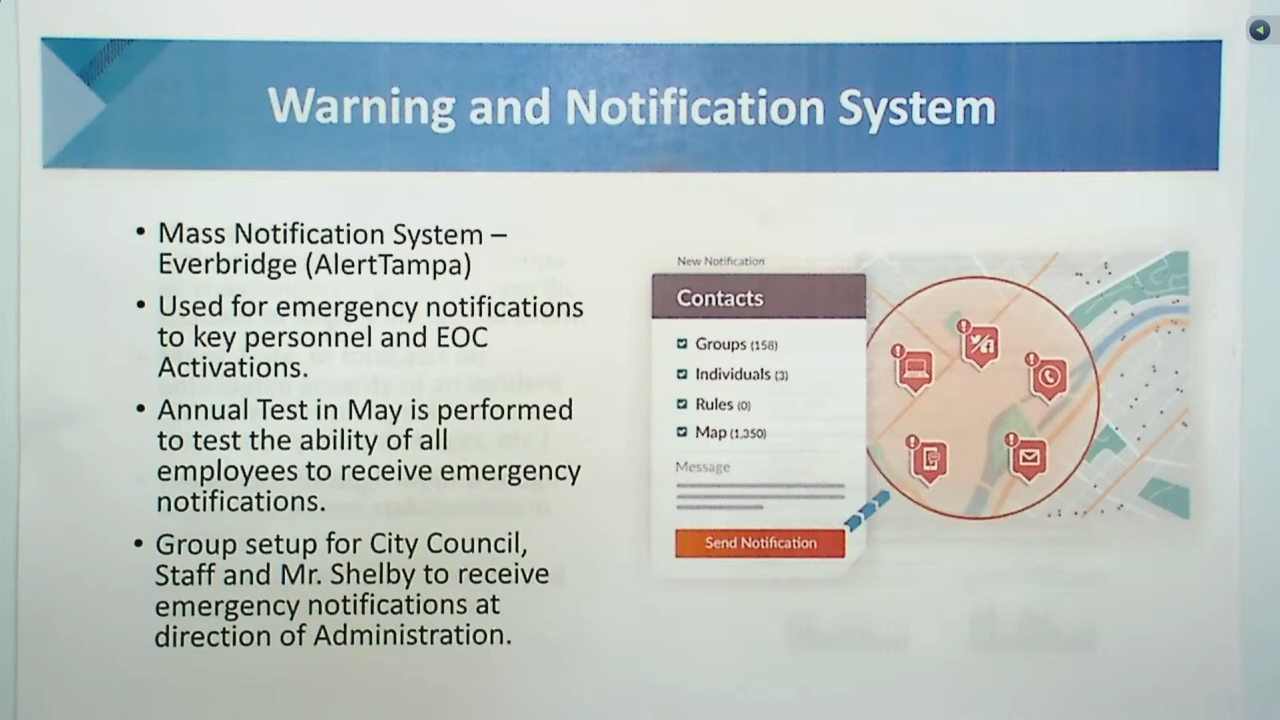 Warning and Notification System
• Mass Notification System –
Everbridge (AlertTampa)
• Used for emergency notifications
to key personnel and EOC
Activations.
• Annual Test in May is performed
to test the ability of all
employees to receive emergency
notifications.
• Group setup for City Council,
Staff and Mr. Shelby to receive
emergency notifications at
direction of Administration.
New Notification
Contacts
Groups (158)
Individuals (3)
Rules (0)
Map (1,350)
Message
Send Notification